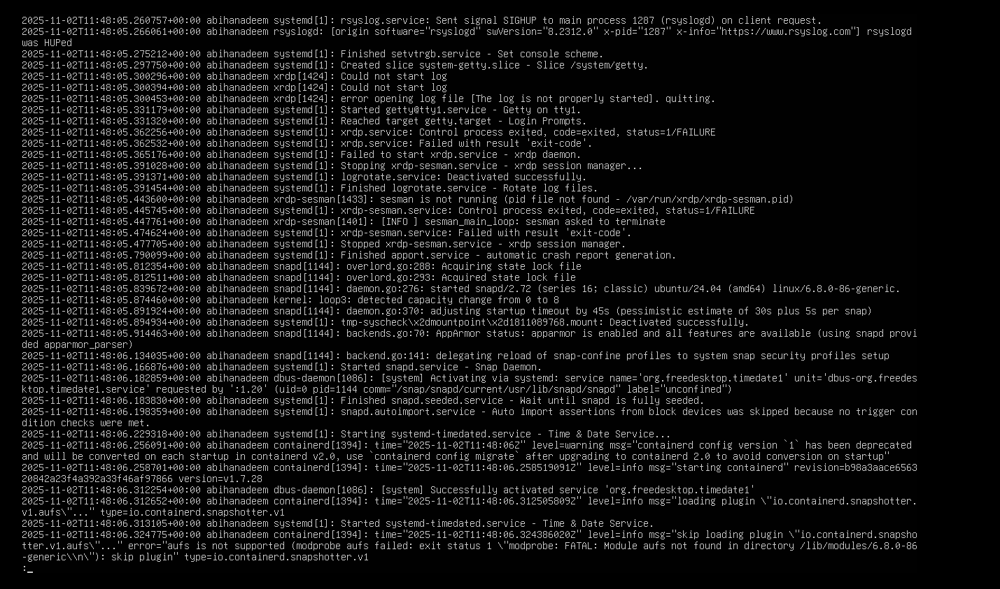 2025-11-02T11:48:05.260757+00:00 abihanadeem systemd[1]: rsyslog.service: Sent signal SIGHUP to main process 1287 (rsyslogd) on client request.
2025-11-02T11:48:05.266061+00:00 abihanadeem rsyslogd: [origin software="rsyslogd" swVersion="8.2312.0" x-pid="1287" x-info="https://www.rsyslog.com"] rsyslogd
was HUPed
2025-11-02T11:48:05.275212+00:00 abihanadeem systemd[1]: Finished setvtrgb.service - Set console scheme.
2025-11-02T11:48:05.297750+00:00 abihanadeem systemd[1]: Created slice system-getty.slice - Slice /system/getty.
2025-11-02T11:48:05.300296+00:00 abihanadeem xrdp[1424]: Could not start log
2025-11-02T11:48:05.300394+00:00 abihanadeem xrdp[1424]: Could not start log
2025-11-02T11:48:05.300453+00:00 abihanadeem xrdp[1424]: error opening log file [The log is not properly started]. quitting.
2025-11-02T11:48:05.331179+00:00 abihanadeem systemd[1]: Started getty@tty1.service - Getty on tty1.
2025-11-02T11:48:05.331320+00:00 abihanadeem systemd[1]: Reached target getty.target - Login Prompts.
2025-11-02T11:48:05.362256+00:00 abihanadeem systemd[1]: xrdp.service: Control process exited, code=exited, status=1/FAILURE
2025-11-02T11:48:05.362532+00:00 abihanadeem systemd[1]: xrdp.service: Failed with result 'exit-code'.
2025-11-02T11:48:05.365176+00:00 abihanadeem systemd[1]: Failed to start xrdp.service - xrdp daemon.
2025-11-02T11:48:05.391028+00:00 abihanadeem systemd[1]: Stopping xrdp-sesman.service - xrdp session manager...
2025-11-02T11:48:05.391371+00:00 abihanadeem systemd[1]: logrotate.service: Deactivated successfully.
2025-11-02T11:48:05.391454+00:00 abihanadeem systemd[1]: Finished logrotate.service - Rotate log files.
2025-11-02T11:48:05.443600+00:00 abihanadeem xrdp-sesman[1433]: sesman is not running (pid file not found - /var/run/xrdp/xrdp-sesman.pid)
2025-11-02T11:48:05.445745+00:00 abihanadeem systemd[1]: xrdp-sesman.service: Control process exited, code=exited, status=1/FAILURE
2025-11-02T11:48:05.447761+00:00 abihanadeem xrdp-sesman[1401]: [INFO ] sesman_main_loop: sesman asked to terminate
2025-11-02T11:48:05.474624+00:00 abihanadeem systemd[1]: xrdp-sesman.service: Failed with result 'exit-code'.
2025-11-02T11:48:05.477705+00:00 abihanadeem systemd[1]: Stopped xrdp-sesman.service - xrdp session manager.
2025-11-02T11:48:05.790099+00:00 abihanadeem systemd[1]: Finished apport.service - automatic crash report generation.
2025-11-02T11:48:05.812354+00:00 abihanadeem snapd[1144]: overlord.go:288: Acquiring state lock file
2025-11-02T11:48:05.812511+00:00 abihanadeem snapd[1144]: overlord.go:293: Acquired state lock file
2025-11-02T11:48:05.839672+00:00 abihanadeem snapd[1144]: daemon.go:276: started snapd/2.72 (series 16; classic) ubuntu/24.04 (amd64) linux/6.8.0-86-generic.
2025-11-02T11:48:05.874460+00:00 abihanadeem kernel: loop3: detected capacity change from 0 to 8
2025-11-02T11:48:05.891924+00:00 abihanadeem snapd[1144]: daemon.go:370: adjusting startup timeout by 45s (pessimistic estimate of 30s plus 5s per snap)
2025-11-02T11:48:05.894934+00:00 abihanadeem systemd[1]: tmp-syscheck\x2dmountpoint\x2d1811089768.mount: Deactivated successfully.
2025-11-02T11:48:05.914463+00:00 abihanadeem snapd[1144]: backends.go:70: AppArmor status: apparmor is enabled and all features are available (using snapd provi
ded apparmor_parser)
2025-11-02T11:48:06.134035+00:00 abihanadeem snapd[1144]: backend.go:141: delegating reload of snap-confine profiles to system snap security profiles setup
2025-11-02T11:48:06.166876+00:00 abihanadeem systemd[1]: Started snapd.service - Snap Daemon.
2025-11-02T11:48:06.182859+00:00 abihanadeem dbus-daemon[1086]: [system] Activating via systemd: service name='org.freedesktop.timedate1' unit='dbus-org.freedes
ktop.timedate1.service' requested by ':1.20' (uid=0 pid=1144 comm="/snap/snapd/current/usr/lib/snapd/snapd" label="unconfined")
2025-11-02T11:48:06.183830+00:00 abihanadeem systemd[1]: Finished snapd.seeded.service - Wait until snapd is fully seeded.
2025-11-02T11:48:06.198359+00:00 abihanadeem systemd[1]: snapd.autoimport.service - Auto import assertions from block devices was skipped because no trigger con
dition checks were met.
2025-11-02T11:48:06.229318+00:00 abihanadeem systemd[1]: Starting systemd-timedated.service - Time & Date Service...
2025-11-02T11:48:06.256091+00:00 abihanadeem containerd[1394]: time="2025-11-02T11:48:06Z" level=warning msg="containerd config version `1` has been deprecated
and will be converted on each startup in containerd v2.0, use `containerd config migrate` after upgrading to containerd 2.0 to avoid conversion on startup"
2025-11-02T11:48:06.258701+00:00 abihanadeem containerd[1394]: time="2025-11-02T11:48:06.258519091Z" level=info msg="starting containerd" revision=b98a3aace6563
20842a23f4a392a33f46af97866 version=v1.7.28
2025-11-02T11:48:06.312254+00:00 abihanadeem dbus-daemon[1086]: [system] Successfully activated service 'org.freedesktop.timedate1'
2025-11-02T11:48:06.312652+00:00 abihanadeem containerd[1394]: time="2025-11-02T11:48:06.312505809Z" level=info msg="loading plugin \"io.containerd.snapshotter.
v1.aufs\"..." type=io.containerd.snapshotter.v1
2025-11-02T11:48:06.313105+00:00 abihanadeem systemd[1]: Started systemd-timedated.service - Time & Date Service.
2025-11-02T11:48:06.324775+00:00 abihanadeem containerd[1394]: time="2025-11-02T11:48:06.324386020Z" level=info msg="skip loading plugin \"io.containerd.snapsho
tter.v1.aufs\"..." error="aufs is not supported (modprobe aufs failed: exit status 1 \"modprobe: FATAL: Module aufs not found in directory /lib/modules/6.8.0-86
-generic\\n\"): skip plugin" type=io.containerd.snapshotter.v1
:_